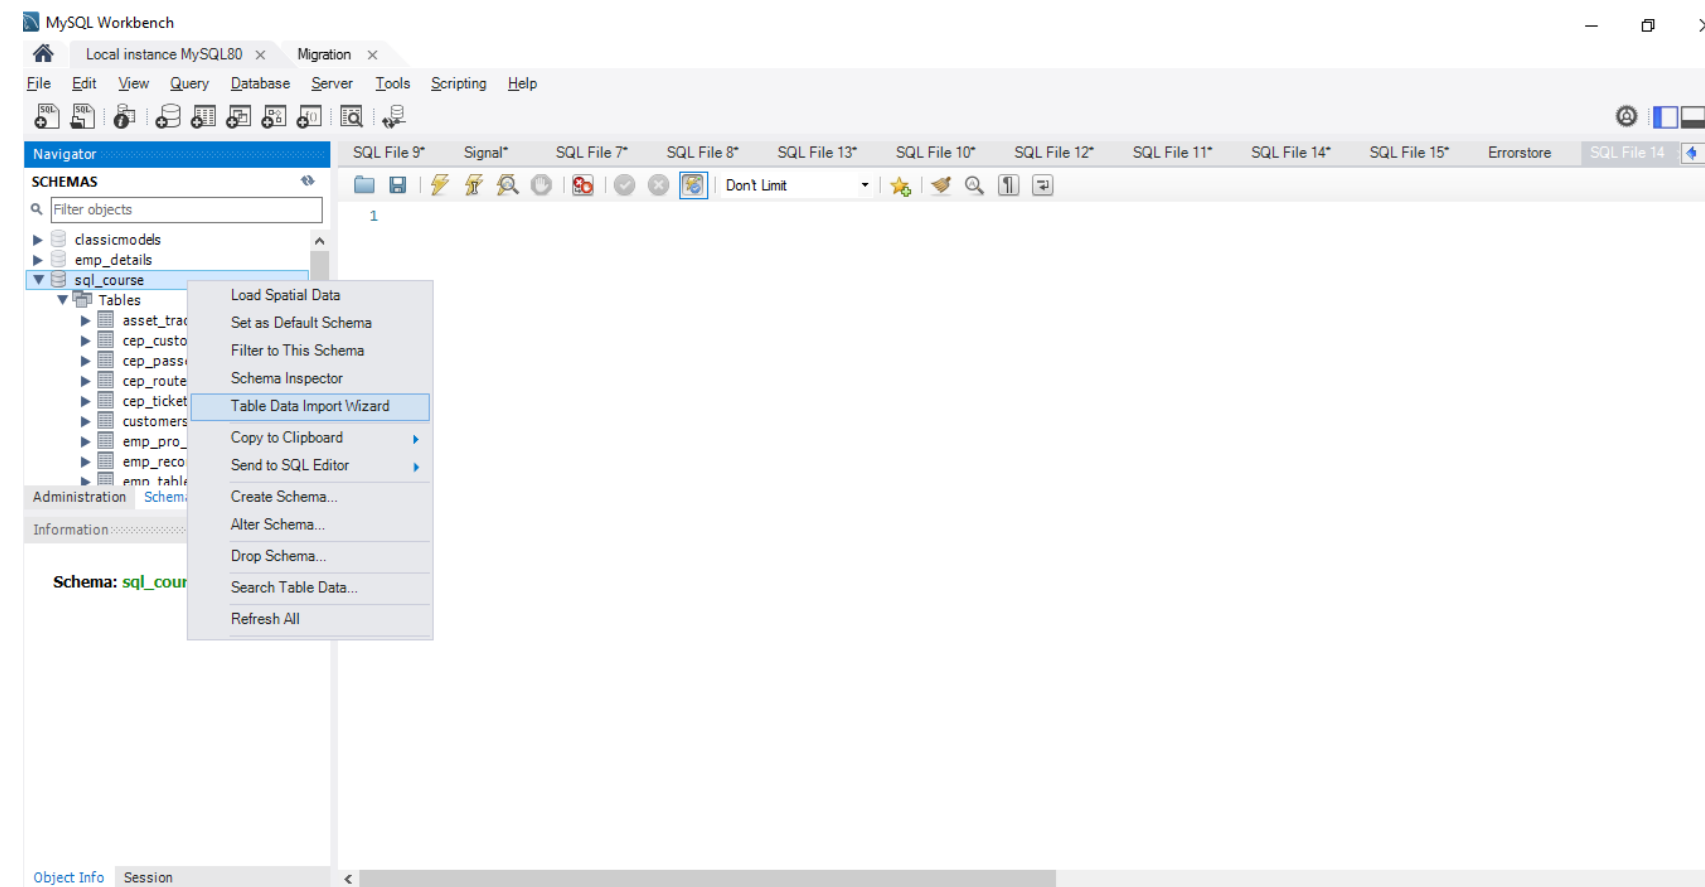 MySQL Workbench
Local instance MySQL80 Migration
File Edit View Query Database Server Tools Scripting Help
Navigator
SQL File 9* Signal* SQL File 7* SQL File 8* SQL File 13* SQL File 10* SQL File 12* SQL File 11* SQL File 14* SQL File 15* Errorstore SQL File 14
SCHEMAS
Don't Limit
Filter objects
1
classicmodels
emp_details
sql_course
Tables
asset_trac
cep_custo
cep_pass
cep_route
cep_ticket
customers
emp_pro_
emp_reco
emp_table
Load Spatial Data
Set as Default Schema
Filter to This Schema
Schema Inspector
Table Data Import Wizard
Copy to Clipboard
Send to SQL Editor
Create Schema...
Alter Schema...
Drop Schema...
Search Table Data...
Refresh All
Administration Schema
Information
Schema: sql_cour
Object Info Session